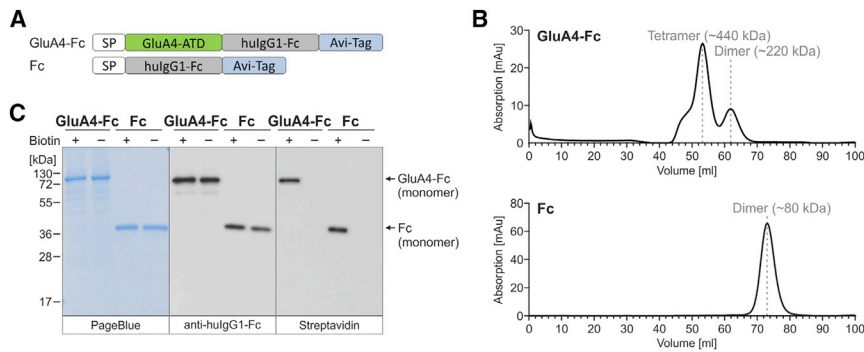 A
GluA4-Fc SP GluA4-ATD huIgG1-Fc Avi-Tag
Fc SP huIgG1-Fc Avi-Tag
B
GluA4-Fc
Tetramer (~440 kDa)
Dimer (~220 kDa)
Absorption [mAu]
30
20
10
0
0 10 20 30 40 50 60 70 80 90 100
Volume [ml]
Fc
Dimer (~80 kDa)
Absorption [mAu]
80
60
40
20
0
0 10 20 30 40 50 60 70 80 90 100
Volume [ml]
C
GluA4-Fc Fc GluA4-Fc Fc GluA4-Fc Fc
Biotin + − + − + − + − + − + −
[kDa]
130
72
55
36
28
17
GluA4-Fc
(monomer)
Fc
(monomer)
PageBlue anti-huIgG1-Fc Streptavidin